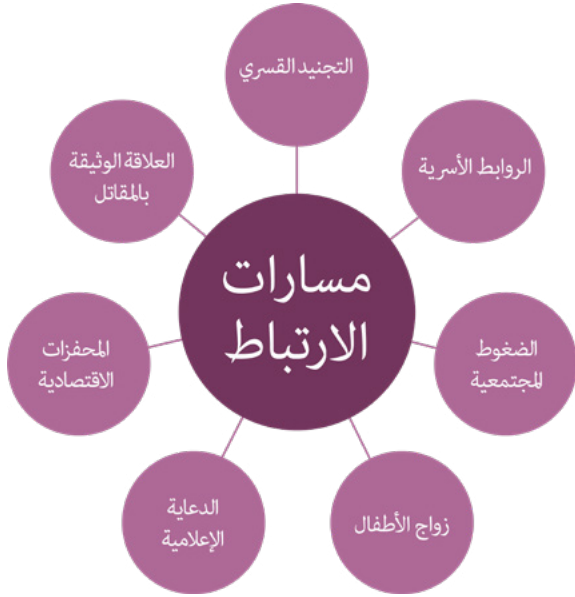 التجنيد القسري
الروابط الأسرية
العلاقة الوثيقة
بالمقاتل
مسارات
الارتباط
الضغوط
المجتمعية
المحفزات
الاقتصادية
زواج الأطفال
الدعاية
الإعلامية